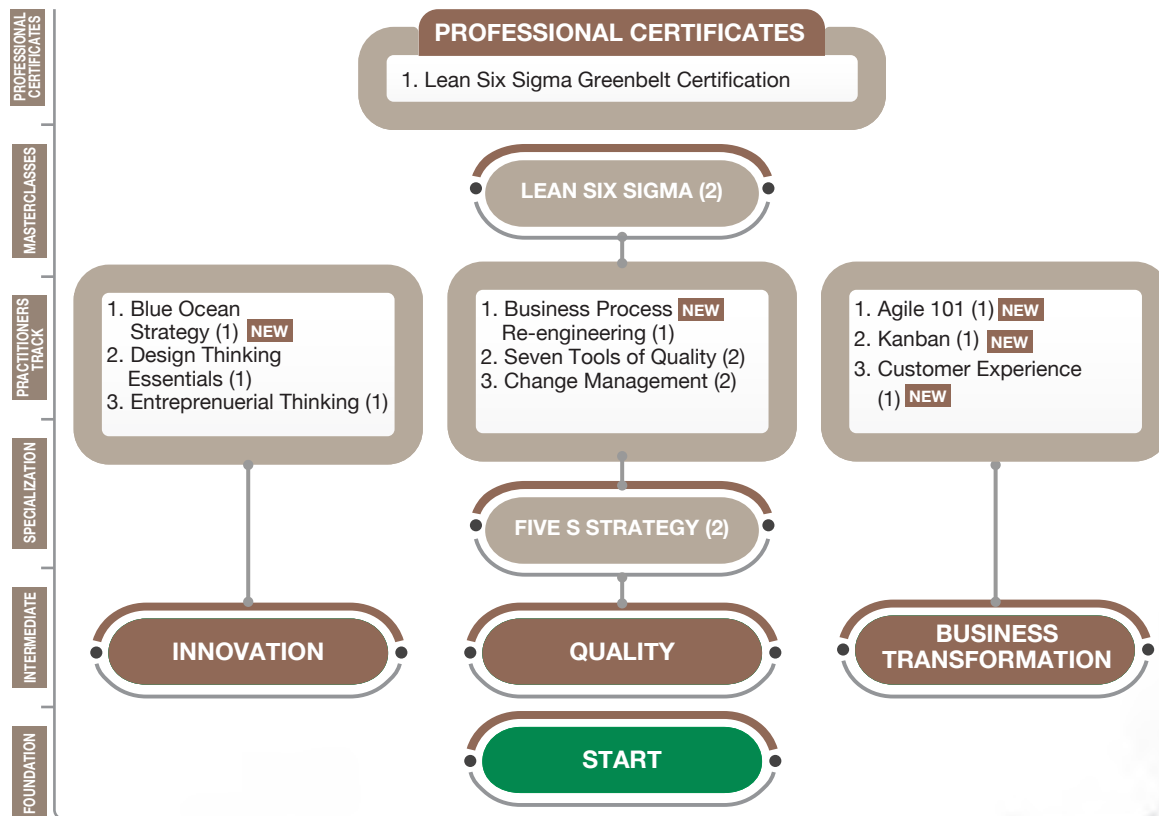 PROFESSIONAL
CERTIFICATES
PROFESSIONAL CERTIFICATES
1. Lean Six Sigma Greenbelt Certification
MASTERCLASSES
LEAN SIX SIGMA (2)
PRACTITIONERS
TRACK
1. Blue Ocean
Strategy (1) NEW
2. Design Thinking
Essentials (1)
3. Entreprenuerial Thinking (1)
1. Business Process NEW
Re-engineering (1)
2. Seven Tools of Quality (2)
3. Change Management (2)
1. Agile 101 (1) NEW
2. Kanban (1) NEW
3. Customer Experience
(1) NEW
SPECIALIZATION
FIVE S STRATEGY (2)
INTERMEDIATE
INNOVATION
QUALITY
BUSINESS
TRANSFORMATION
FOUNDATION
START